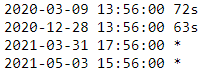 2020-03-09 13:56:00 72s
2020-12-28 13:56:00 63s
2021-03-31 17:56:00 *
2021-05-03 15:56:00 *